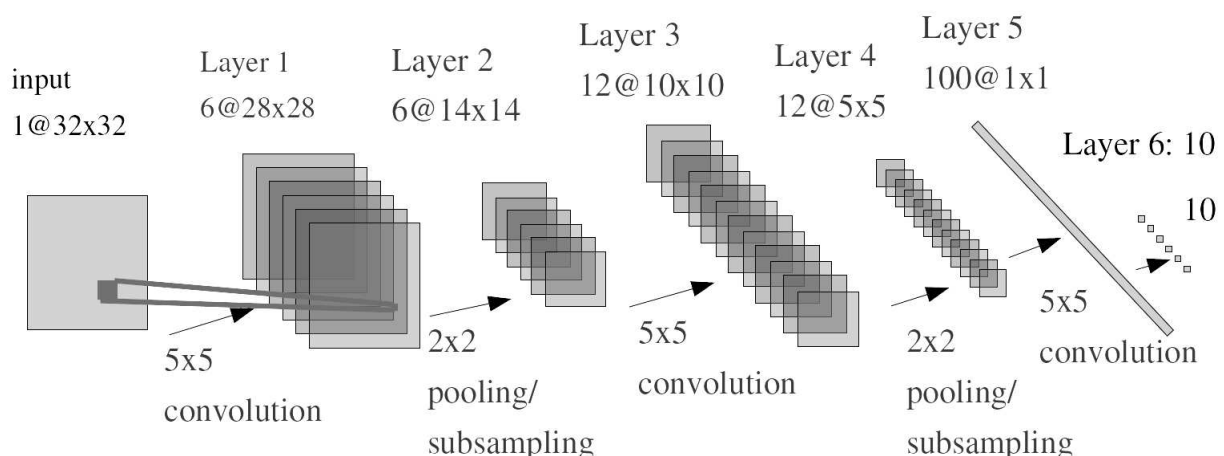 input
1@32x32
Layer 1
6@28x28
Layer 2
6@14x14
Layer 3
12@10x10
Layer 4
12@5x5
Layer 5
100@1x1
Layer 6: 10
10
5x5
convolution
2x2
pooling/
subsampling
5x5
convolution
2x2
pooling/
subsampling
5x5
convolution